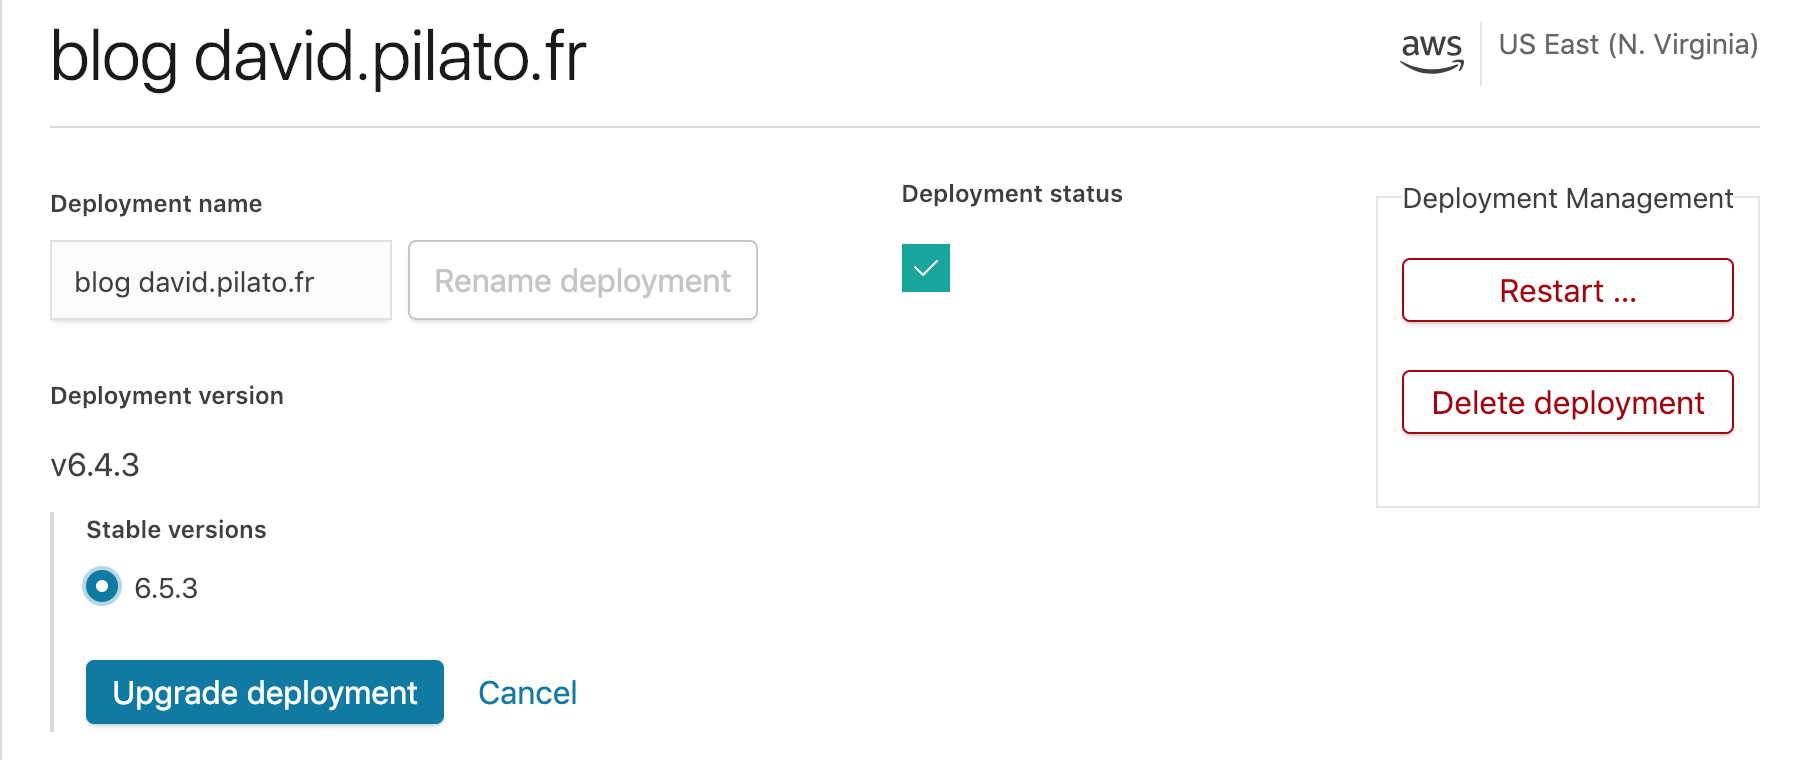 blog david.pilato.fr
aws US East (N. Virginia)
Deployment name
blog david.pilato.fr
Rename deployment
Deployment version
v6.4.3
Stable versions
6.5.3
Upgrade deployment
Cancel
Deployment status
Deployment Management
Restart ...
Delete deployment